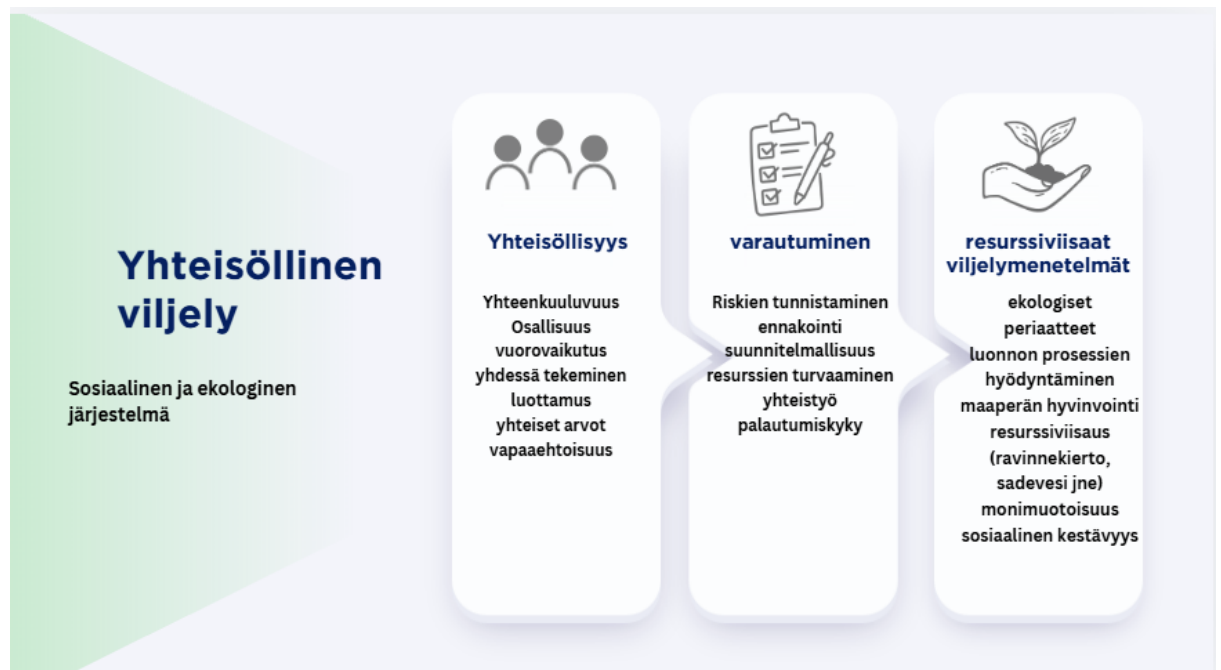 Yhteisöllinen
viljely
Sosiaalinen ja ekologinen
järjestelmä
Yhteisöllisyys
Yhteenkuuluvuus
Osallisuus
vuorovaikutus
yhdessä tekeminen
luottamus
yhteiset arvot
vapaaehtoisuus
varautuminen
Riskien tunnistaminen
ennakointi
suunnitelmallisuus
resurssien turvaaminen
yhteistyö
palautumiskyky
resurssiviisaat
viljelymenetelmät
ekologiset
periaatteet
luonnon prosessien
hyödyntäminen
maaperän hyvinvointi
resurssiviisaus
(ravinnekierto,
sadevesi jne)
monimuotoisuus
sosiaalinen kestävyys